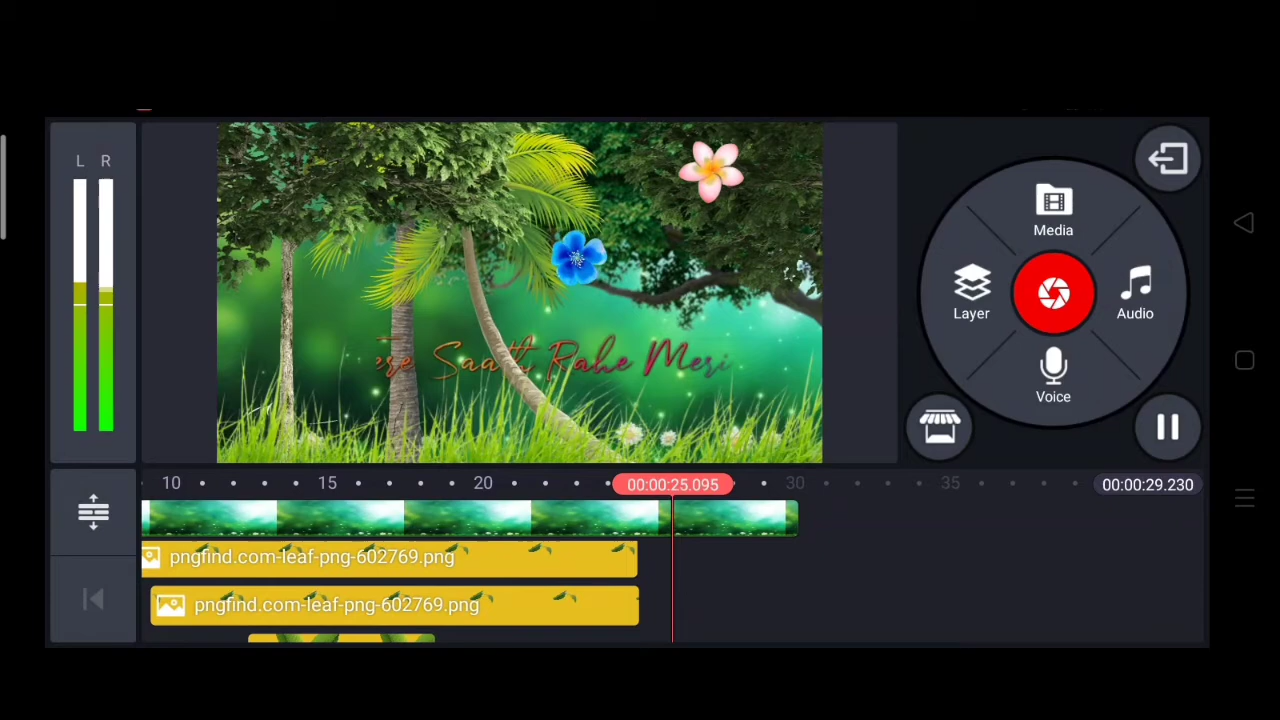 L R
Media
Layer
Audio
Voice
ere Saath Rahe Meri
10 15 20 00:00:25.095 30 35 00:00:29.230
pngfind.com-leaf-png-602769.png
pngfind.com-leaf-png-602769.png